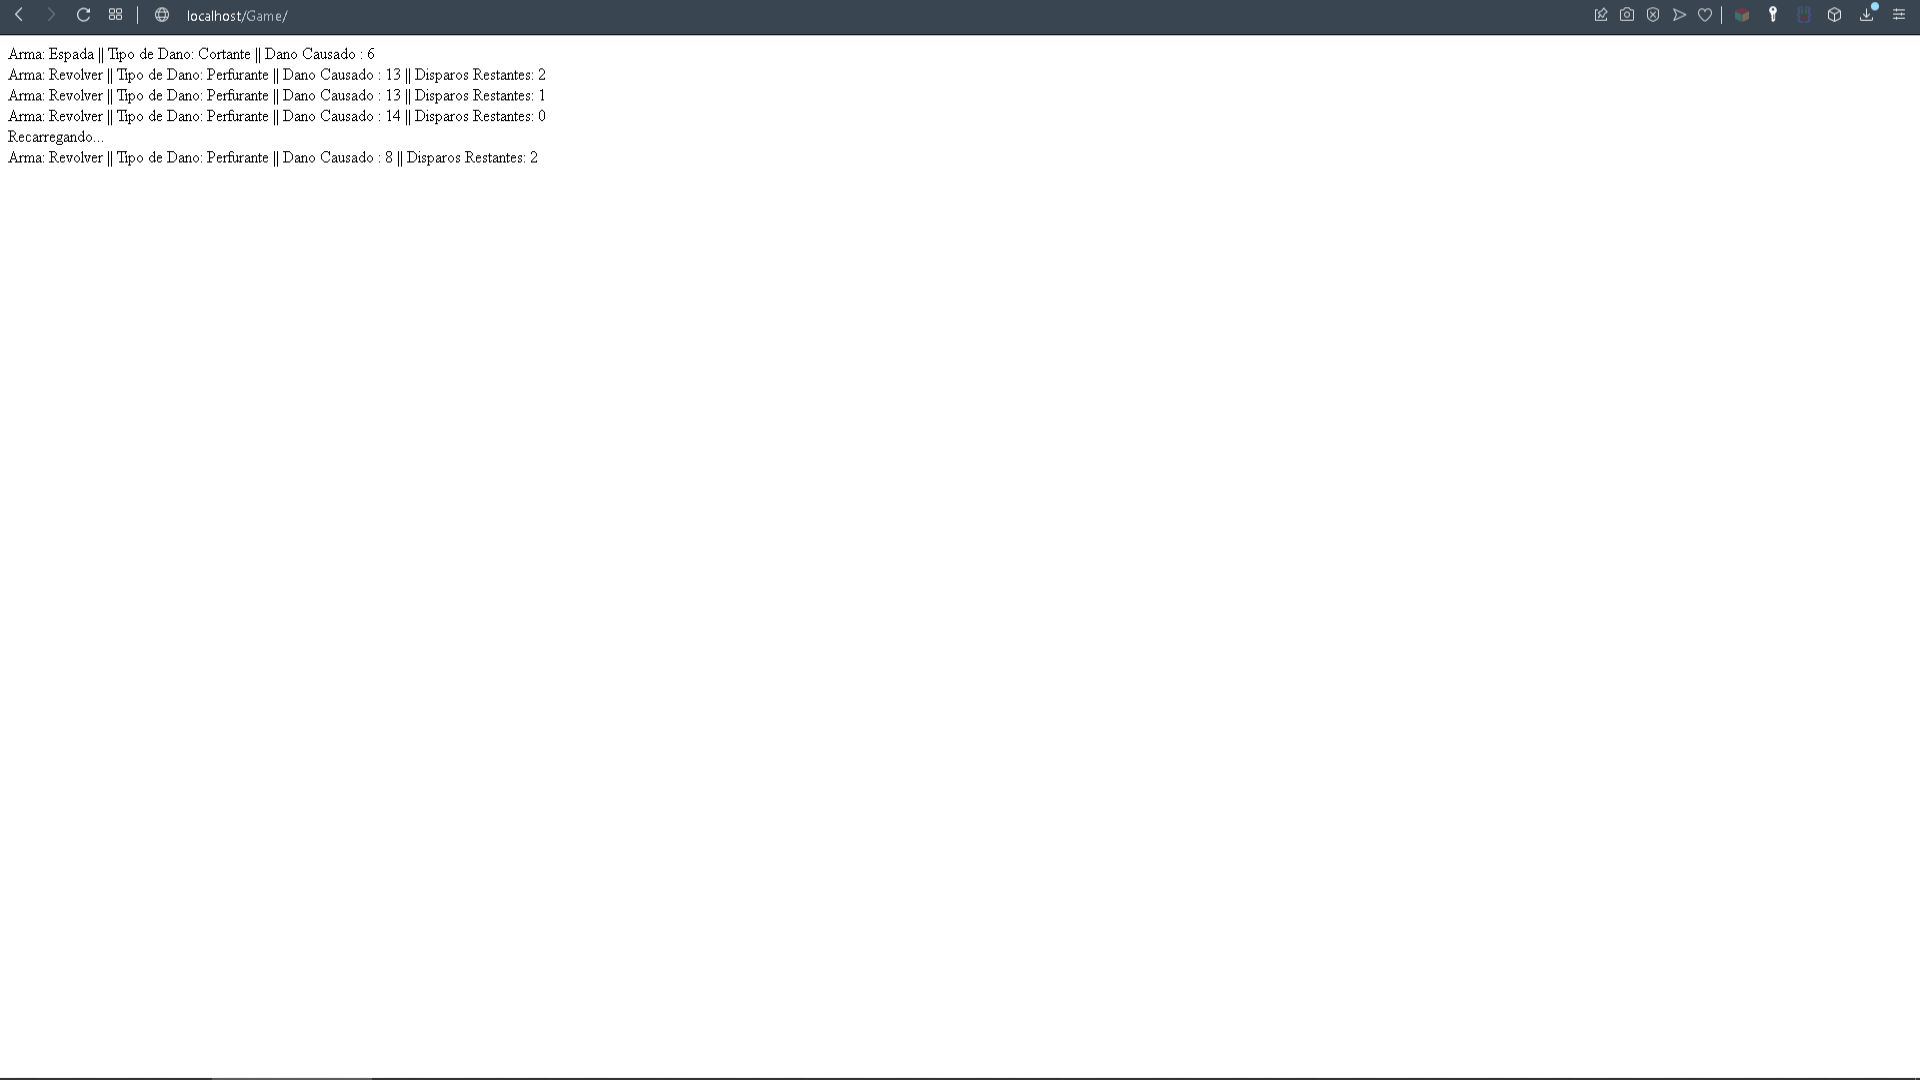 localhost/Game/
Arma: Espada || Tipo de Dano: Cortante || Dano Causado : 6
Arma: Revolver || Tipo de Dano: Perfurante || Dano Causado : 13 || Disparos Restantes: 2
Arma: Revolver || Tipo de Dano: Perfurante || Dano Causado : 13 || Disparos Restantes: 1
Arma: Revolver || Tipo de Dano: Perfurante || Dano Causado : 14 || Disparos Restantes: 0
Recarregando...
Arma: Revolver || Tipo de Dano: Perfurante || Dano Causado : 8 || Disparos Restantes: 2